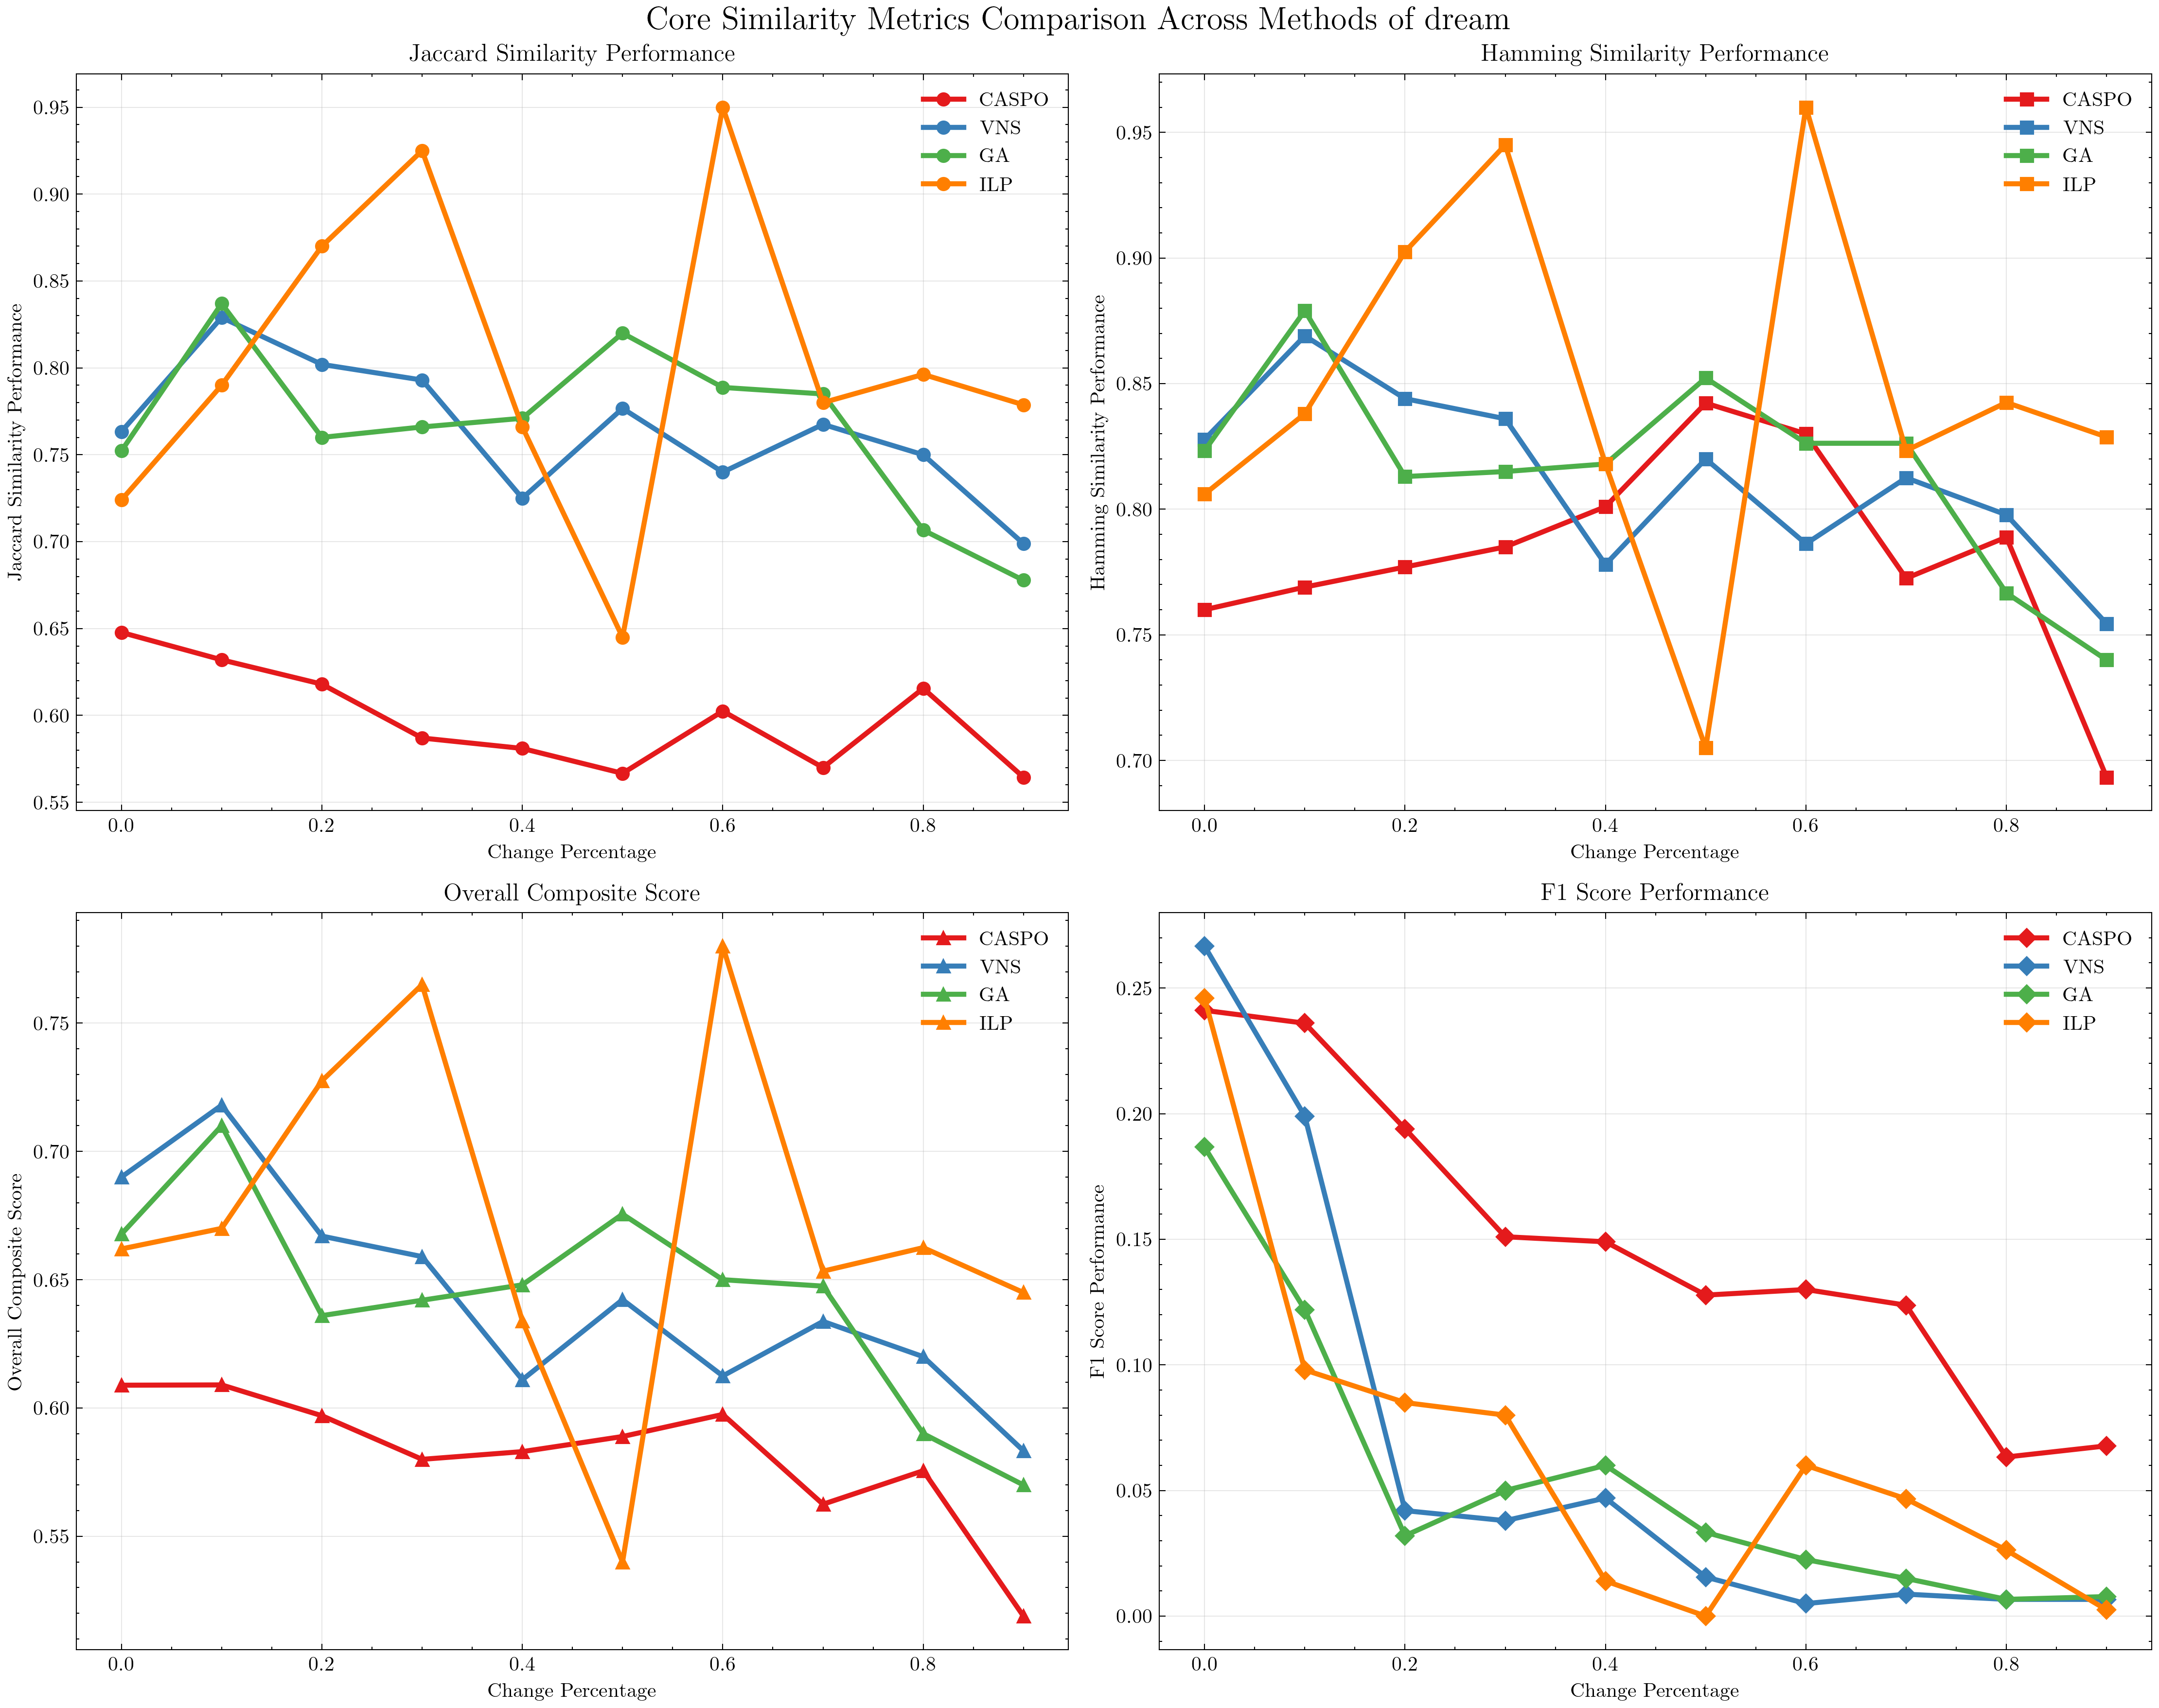 Core Similarity Metrics Comparison Across Methods of dream
Jaccard Similarity Performance
Jaccard Similarity Performance
0.95
0.90
0.85
0.80
0.75
0.70
0.65
0.60
0.55
CASPO
VNS
GA
ILP
0.0 0.2 0.4 0.6 0.8
Change Percentage
Hamming Similarity Performance
Hamming Similarity Performance
0.95
0.90
0.85
0.80
0.75
0.70
CASPO
VNS
GA
ILP
0.0 0.2 0.4 0.6 0.8
Change Percentage
Overall Composite Score
Overall Composite Score
0.75
0.70
0.65
0.60
0.55
CASPO
VNS
GA
ILP
0.0 0.2 0.4 0.6 0.8
Change Percentage
F1 Score Performance
F1 Score Performance
0.25
0.20
0.15
0.10
0.05
0.00
CASPO
VNS
GA
ILP
0.0 0.2 0.4 0.6 0.8
Change Percentage